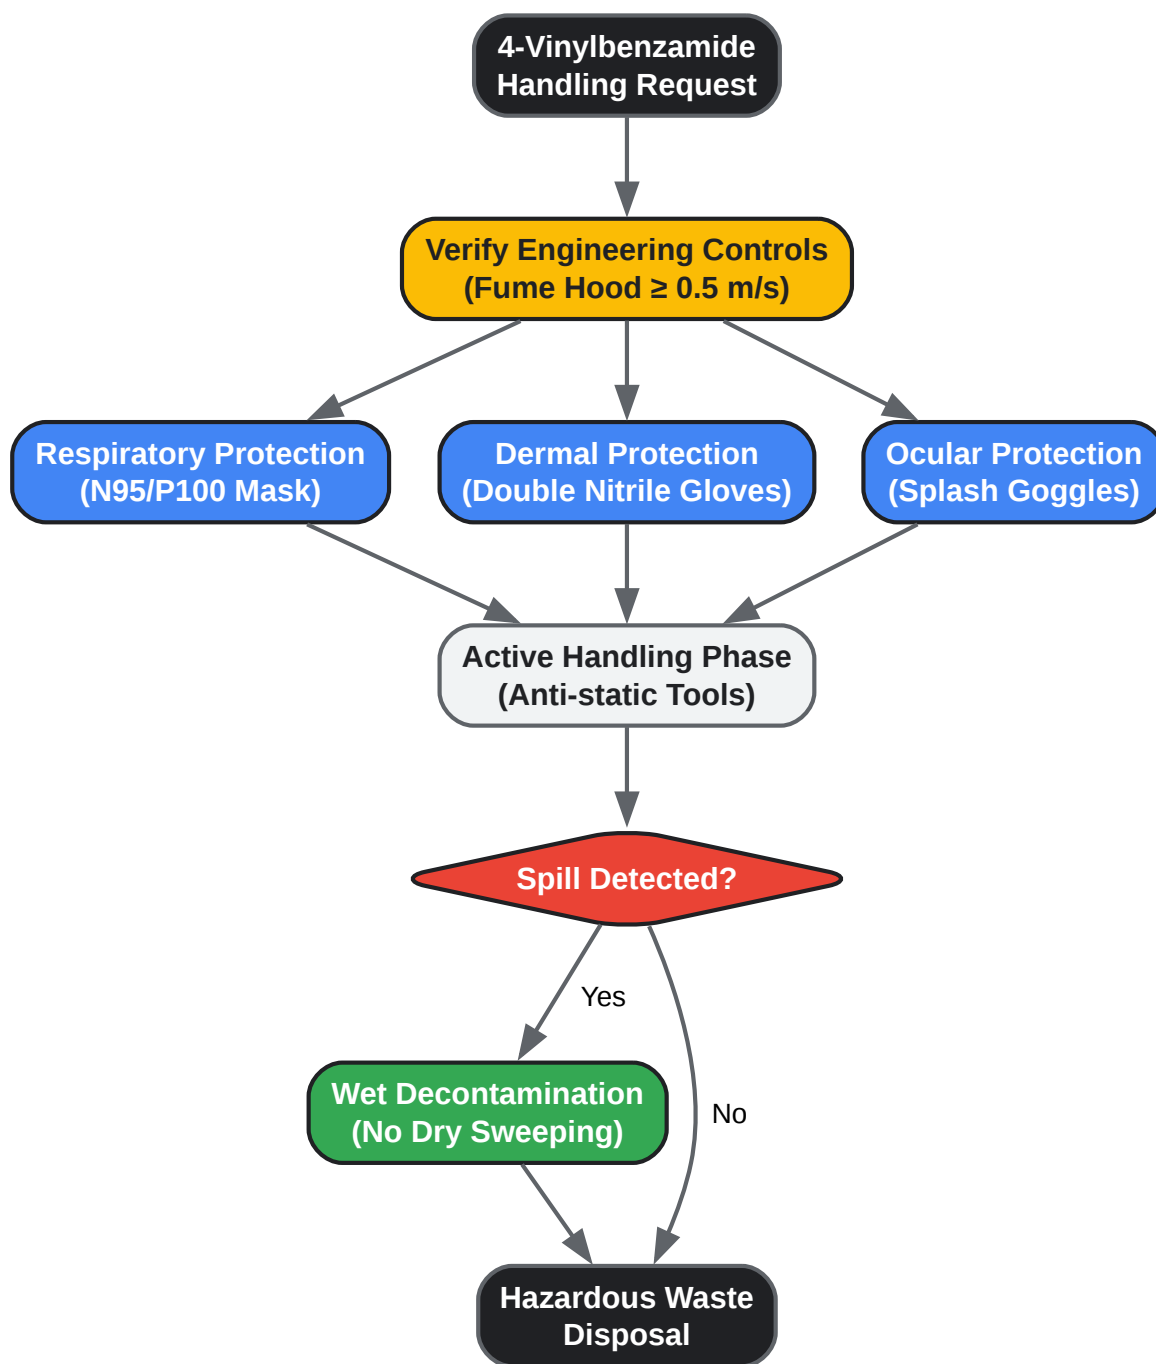 4-Vinylbenzamide
Handling Request
Verify Engineering Controls
(Fume Hood ≥ 0.5 m/s)
Respiratory Protection
(N95/P100 Mask)
Dermal Protection
(Double Nitrile Gloves)
Ocular Protection
(Splash Goggles)
Active Handling Phase
(Anti-static Tools)
Spill Detected?
Yes
Wet Decontamination
(No Dry Sweeping)
No
Hazardous Waste
Disposal